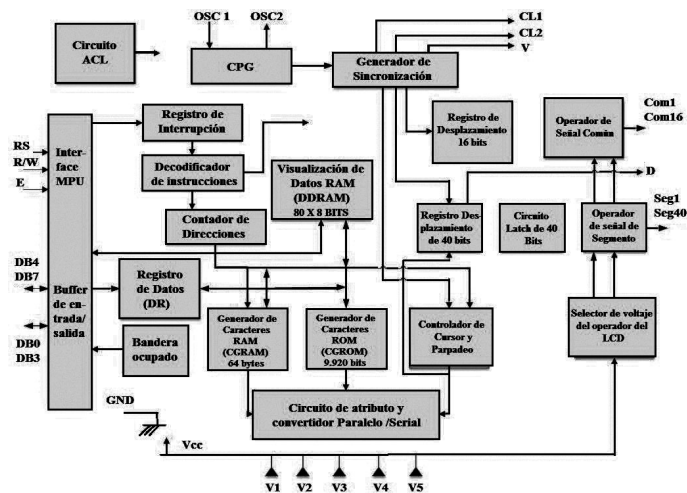 OSC 1
OSC2
CL1
CL2
V
Circuito
ACL
CPG
Generador de
Sincronización
Registro de
Interrupción
Registro de
Desplazamiento
16 bits
Operador de
Señal Común
Com1
Com16
RS
R/W
E
Inter-
face
MPU
Decodificador
de instrucciones
Visualización de
Datos RAM
(DDRAM)
80 X 8 BITS
D
Contador de
Direcciones
Registro Des-
plazamiento
de 40 bits
Circuito
Latch de 40
Bits
Operador
de señal de
Segmento
Seg1
Seg40
DB4
DB7
Buffer
de en-
trada/
salida
Registro
de Datos
(DR)
DB0
DB3
Bandera
ocupado
Generador de
Caracteres
RAM
(CGRAM)
64 bytes
Generador de
Caracteres
ROM
(CGROM)
9.920 bits
Controlador de
Cursor y
Parpadeo
Selector de voltaje
del operador del
LCD
Circuito de atributo y
convertidor Paralelo /Serial
GND
Vcc
V1
V2
V3
V4
V5